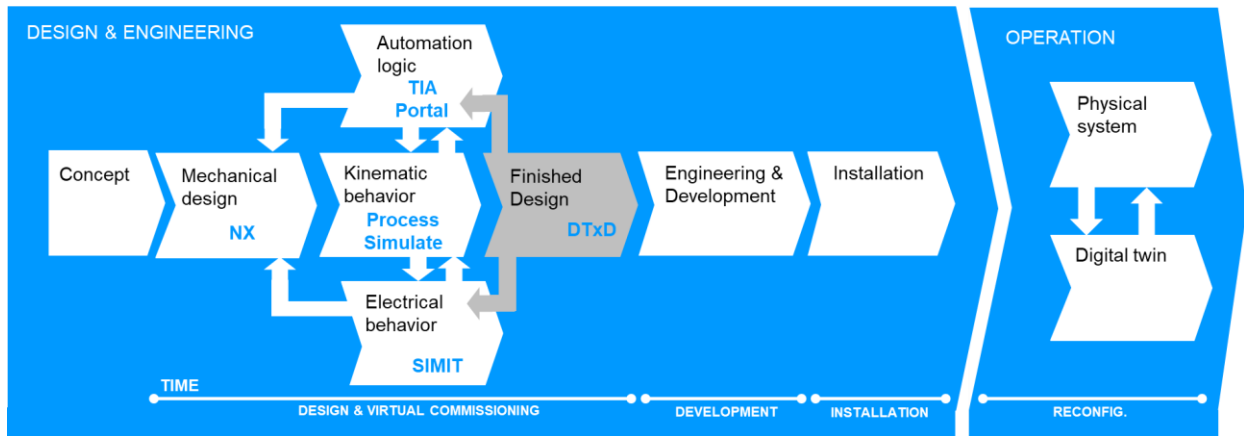 DESIGN & ENGINEERING
OPERATION
Automation
logic
TIA
Portal
Physical
system
Concept
Mechanical
design
NX
Kinematic
behavior
Process
Simulate
Finished
Design
DTxD
Engineering &
Development
Installation
Digital twin
Electrical
behavior
SIMIT
TIME
DESIGN & VIRTUAL COMMISSIONING
DEVELOPMENT
INSTALLATION
RECONFIG.